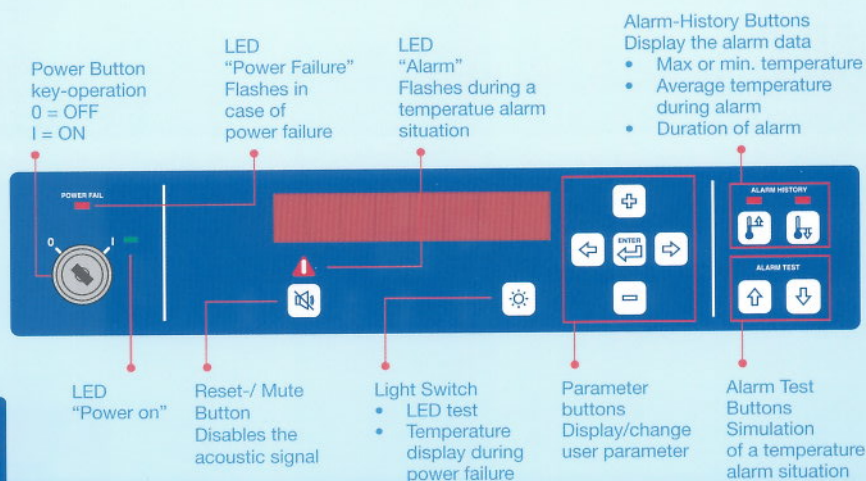 Power Button
key-operation
0 = OFF
I = ON
LED
“Power Failure”
Flashes in
case of
power failure
LED
“Alarm”
Flashes during a
temperatue alarm
situation
Alarm-History Buttons
Display the alarm data
• Max or min. temperature
• Average temperature
during alarm
• Duration of alarm
POWER FAIL
0
I
ENTER
ALARM HISTORY
ALARM TEST
LED
“Power on”
Reset-/ Mute
Button
Disables the
acoustic signal
Light Switch
• LED test
• Temperature
display during
power failure
Parameter
buttons
Display/change
user parameter
Alarm Test
Buttons
Simulation
of a temperature
alarm situation